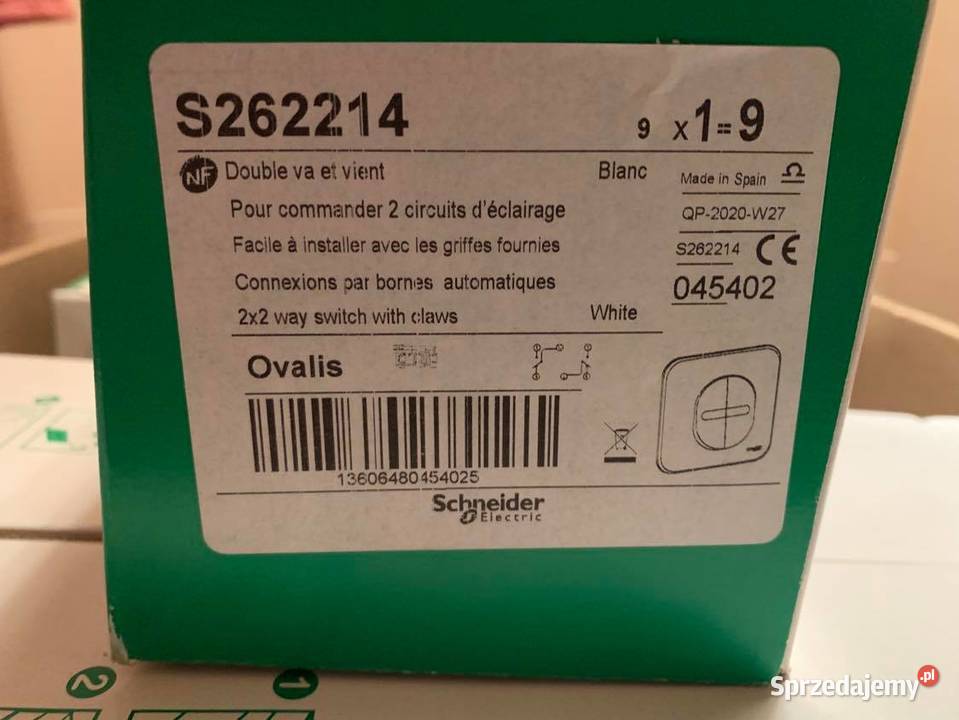 S262214
9 x1=9
NF Double va et vient
Blanc
Made in Spain
Pour commander 2 circuits d'éclairage
QP-2020-W27
Facile à installer avec les griffes fournies
S262214 CE
Connexions par bornes automatiques
045402
2x2 way switch with claws
White
Ovalis
13606480454025
Schneider
Electric
2
1
Sprzedajemy.pl